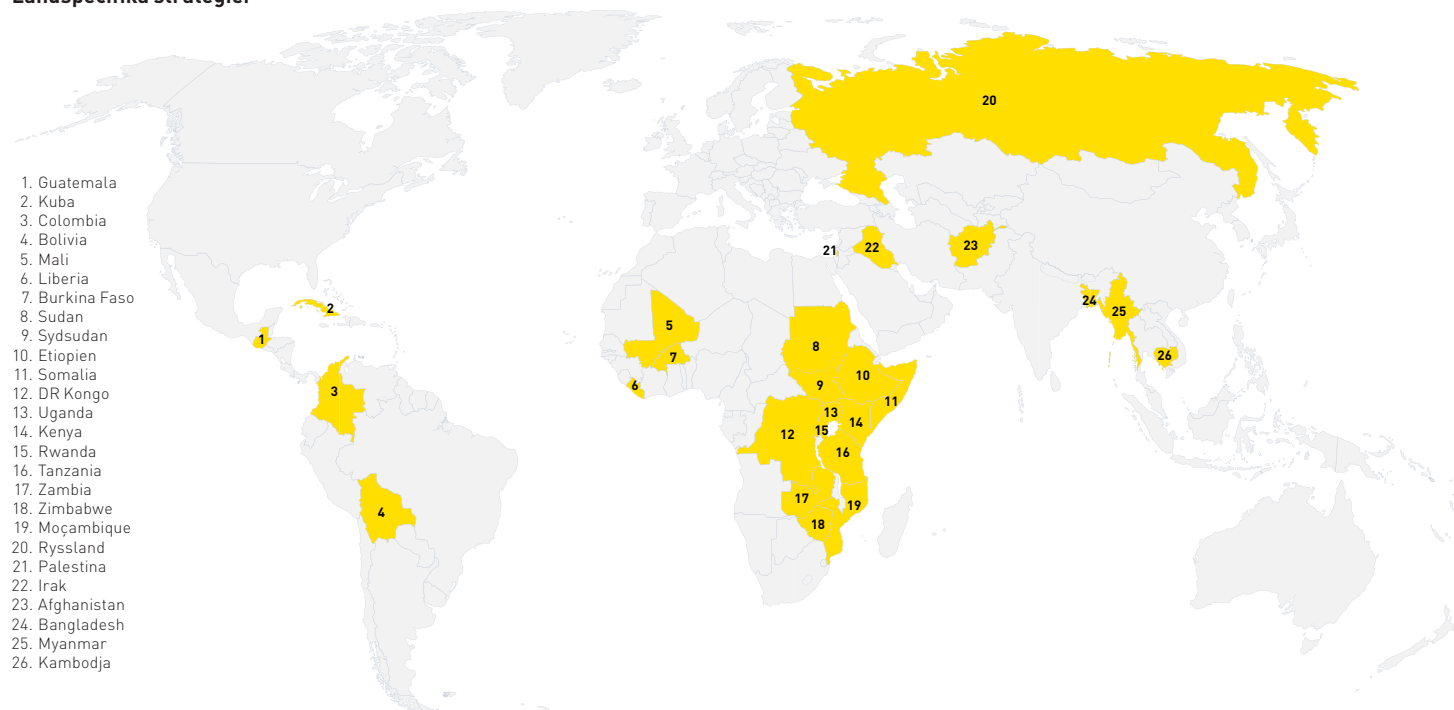 Landspecifika strategier
1. Guatemala
2. Kuba
3. Colombia
4. Bolivia
5. Mali
6. Liberia
7. Burkina Faso
8. Sudan
9. Sydsudan
10. Etiopien
11. Somalia
12. DR Kongo
13. Uganda
14. Kenya
15. Rwanda
16. Tanzania
17. Zambia
18. Zimbabwe
19. Moçambique
20. Ryssland
21. Palestina
22. Irak
23. Afghanistan
24. Bangladesh
25. Myanmar
26. Kambodja
20
21
22
23
24
25
26
2
1
3
4
5
7
6
8
9
10
11
12
13
14
15
16
17
18
19